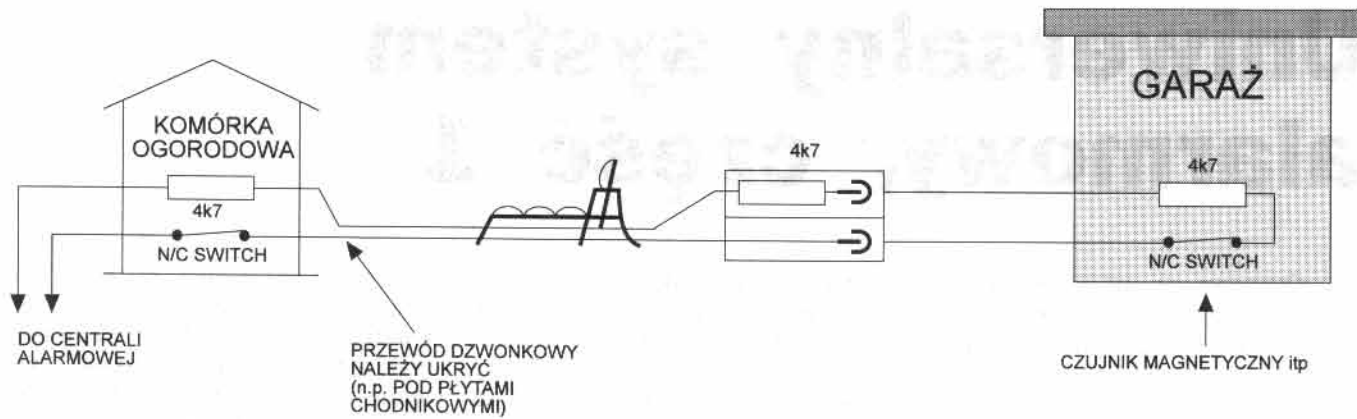 GARAŻ
KOMÓRKA
OGORODOWA
4k7
4k7
4k7
N/C SWITCH
N/C SWITCH
DO CENTRALI
ALARMOWEJ
PRZEWÓD DZWONKOWY
NALEŻY UKRYĆ
(n.p. POD PŁYTAMI
CHODNIKOWYMI)
CZUJNIK MAGNETYCZNY itp